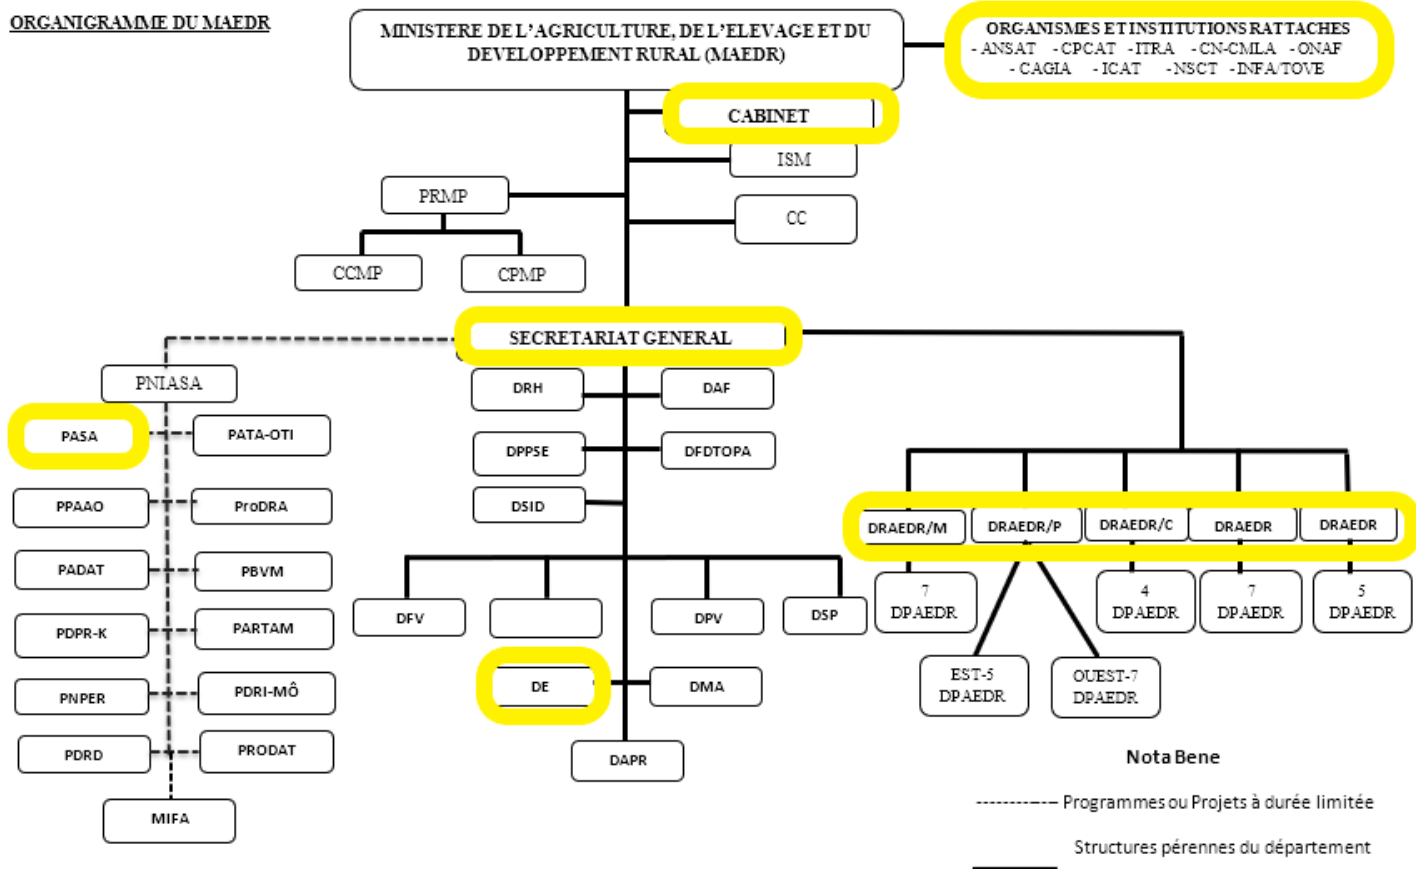 ORGANIGRAMME DU MAEDR
MINISTERE DE L'AGRICULTURE, DE L'ELEVAGE ET DU
DEVELOPPEMENT RURAL (MAEDR)
ORGANISMES ET INSTITUTIONS RATTACHES
- ANSAT - CPCAT - ITRA - CN-CMLA - ONAF
- CAGIA - ICAT - NSCT - INFA/TOVE
CABINET
ISM
PRMP
CC
CCMP
CPMP
SECRETARIAT GENERAL
PNIASA
DRH
DAF
PASA
PATA-OTI
DPPSE
DFDTOPA
PPAAO
ProDRA
DSID
DRAEDR/M
DRAEDR/P
DRAEDR/C
DRAEDR
DRAEDR
PADAT
PBVM
7
DPAEDR
4
DPAEDR
7
DPAEDR
5
DPAEDR
DFV
DPV
DSP
PDPR-K
PARTAM
EST-5
DPAEDR
OUEST-7
DPAEDR
PNPER
PDRI-MÔ
DE
DMA
PDRD
PRODAT
DAPR
MIFA
Nota Bene
Programmes ou Projets à durée limitée
Structures pérennes du département